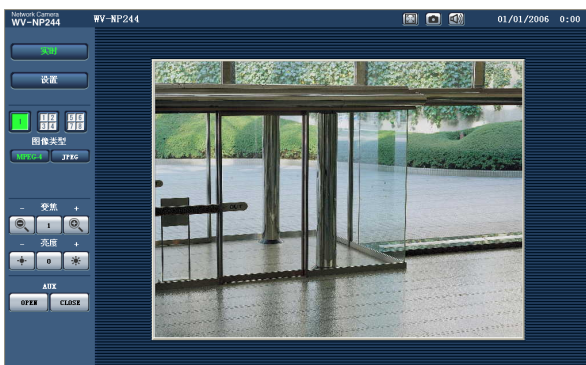 Network Camera
WV-NP244
WV-NP244
01/01/2006 0:00
实时
设置
1
1 2
3 4
5 6
7 8
图像类型
MPEG-4 JPEG
- 变焦 +
1
- 亮度 +
0
AUX
OPEN CLOSE
OUT